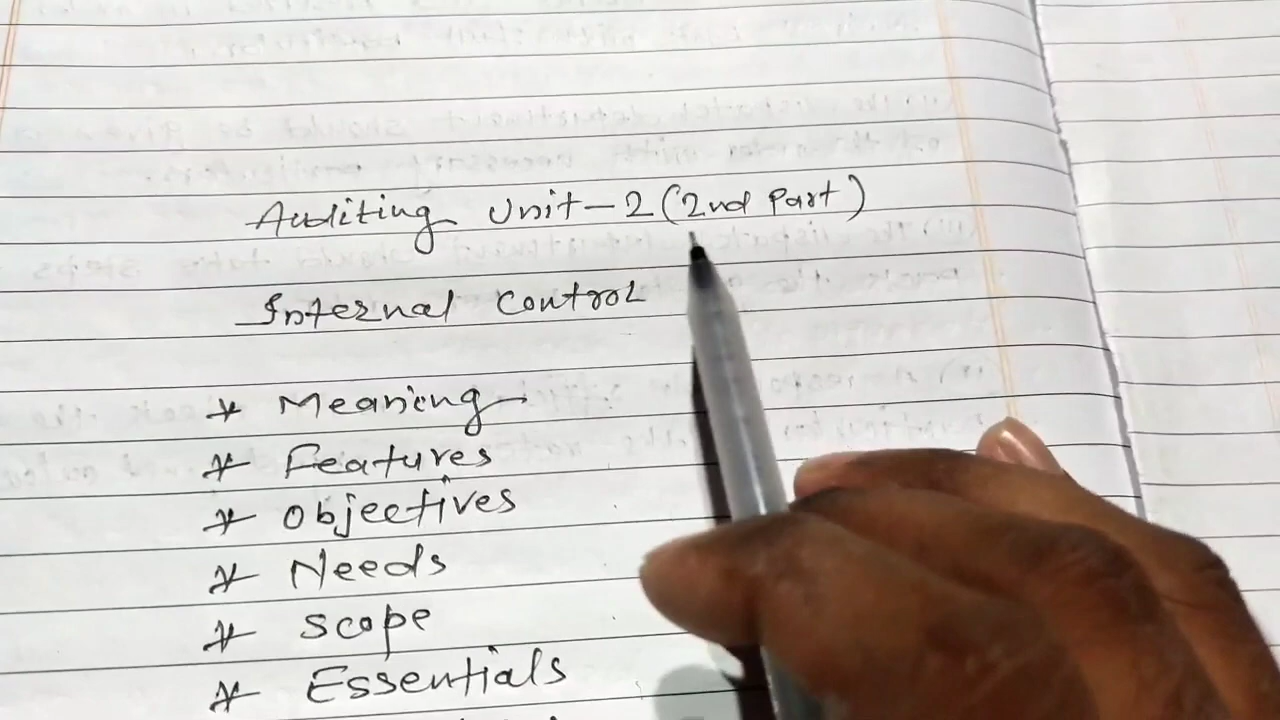 Auditing Unit-2 (2nd Part)
Internal Control
* Meaning
* Features
* Objectives
* Needs
* Scope
* Essentials